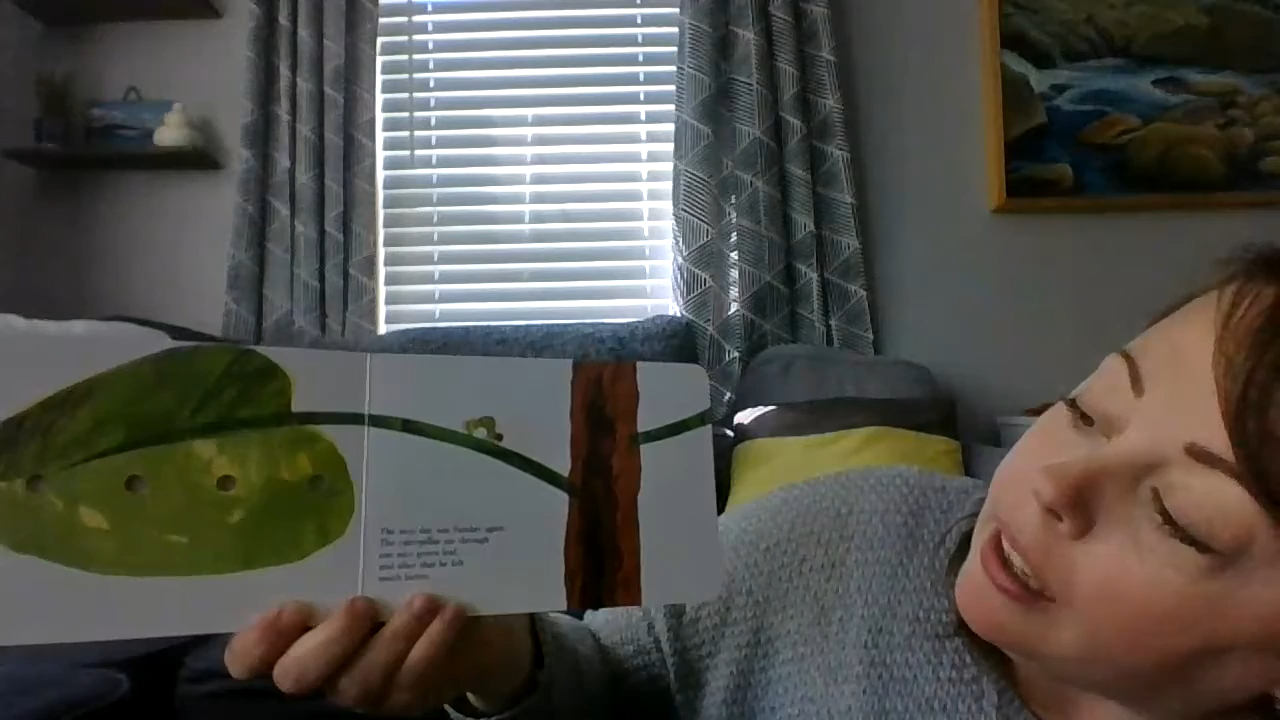 The next day was Sunday again.
The caterpillar ate through
one nice green leaf,
and after that he felt
much better.